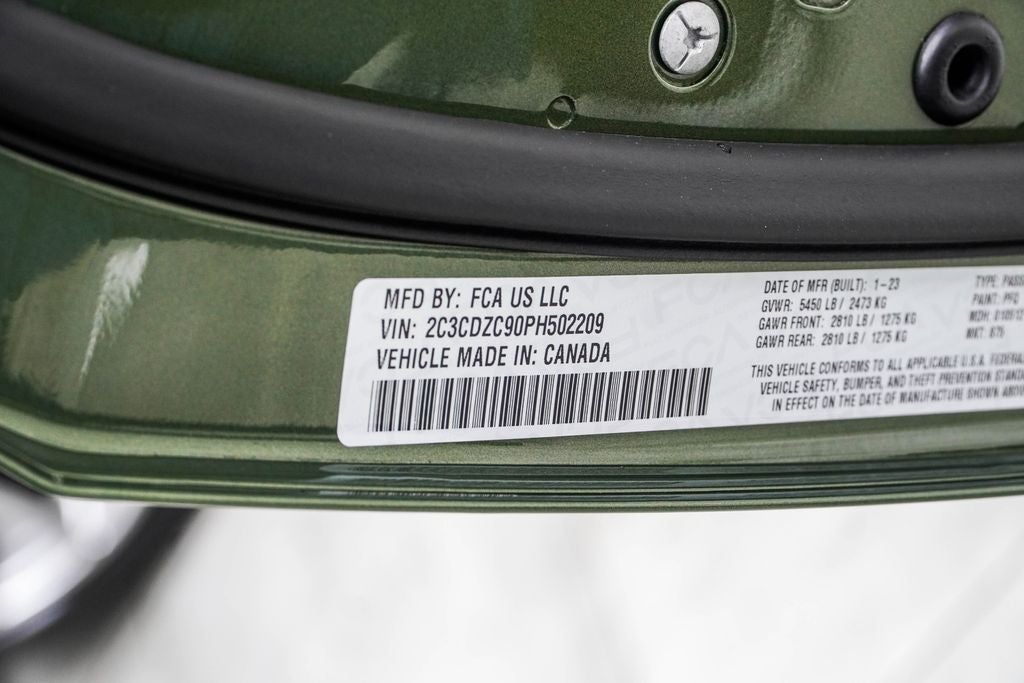 MFD BY: FCA US LLC
VIN: 2C3CDZC90PH502209
VEHICLE MADE IN: CANADA
DATE OF MFR (BUILT): 1-23
GVWR: 5450 LB / 2473 KG
GAWR FRONT: 2810 LB / 1275 KG
GAWR REAR: 2810 LB / 1275 KG
TYPE:
PAINT: PFQ
MDH:
MKT:
THIS VEHICLE CONFORMS TO ALL APPLICABLE U.S.A. FEDERAL
VEHICLE SAFETY, BUMPER, AND THEFT PREVENTION
IN EFFECT ON THE DATE OF MANUFACTURE SHOWN